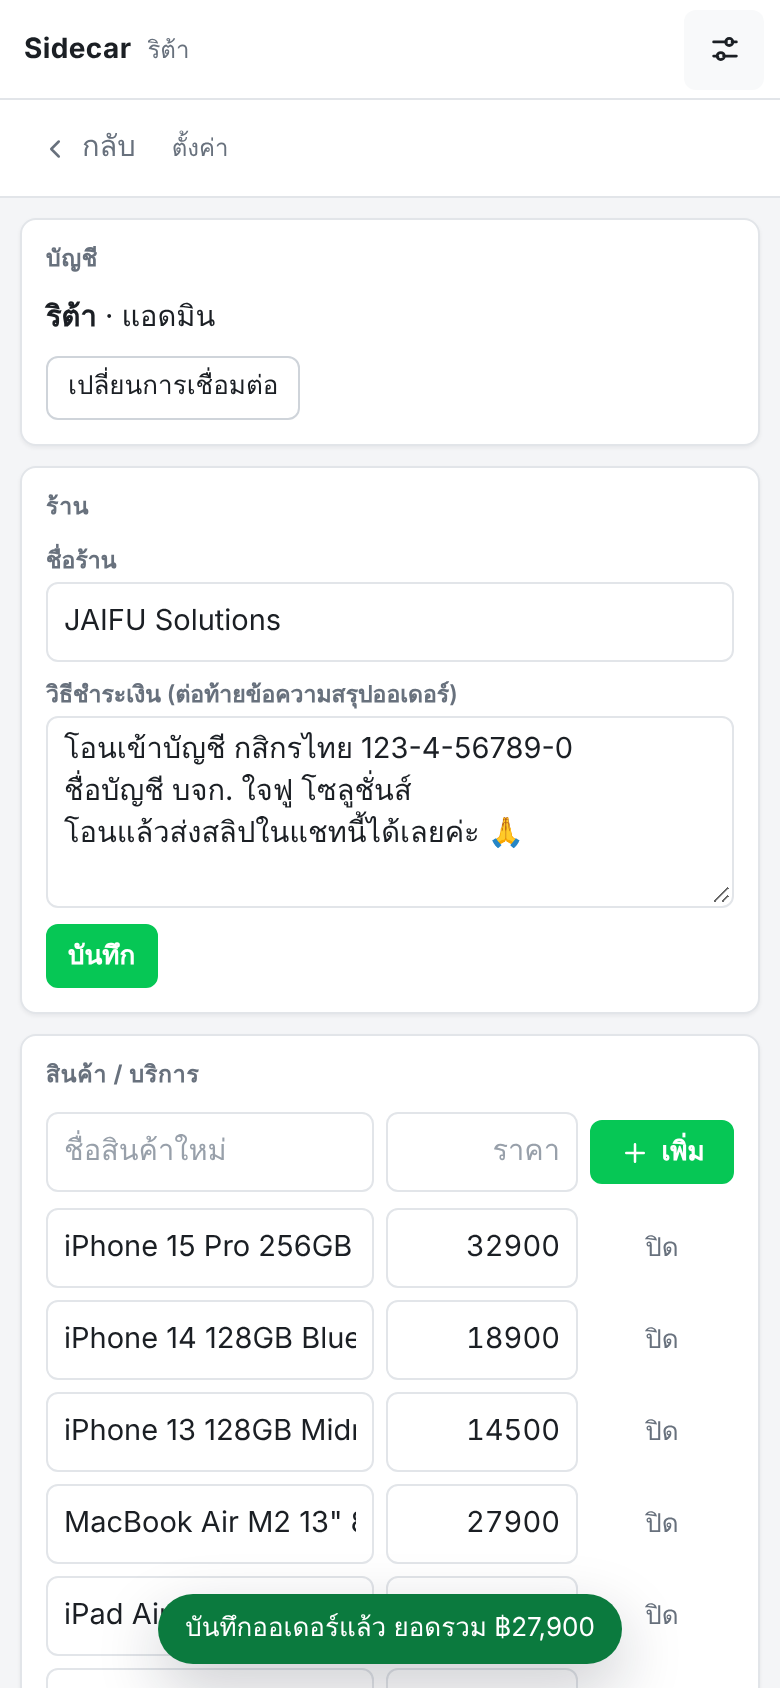 Sidecar ริต้า
กลับ ตั้งค่า
บัญชี
ริต้า · แอดมิน
เปลี่ยนการเชื่อมต่อ
ร้าน
ชื่อร้าน
JAIFU Solutions
วิธีชำระเงิน (ต่อท้ายข้อความสรุปออเดอร์)
โอนเข้าบัญชี กสิกรไทย 123-4-56789-0
ชื่อบัญชี บจก. ใจฟู โซลูชั่นส์
โอนแล้วส่งสลิปในแชทนี้ได้เลยค่ะ 🙏
บันทึก
สินค้า / บริการ
ชื่อสินค้าใหม่ ราคา + เพิ่ม
iPhone 15 Pro 256GB 32900 ปิด
iPhone 14 128GB Blue 18900 ปิด
iPhone 13 128GB 14500 ปิด
MacBook Air M2 13" 27900 ปิด
iPad ปิด
บันทึกออเดอร์แล้ว ยอดรวม ฿27,900